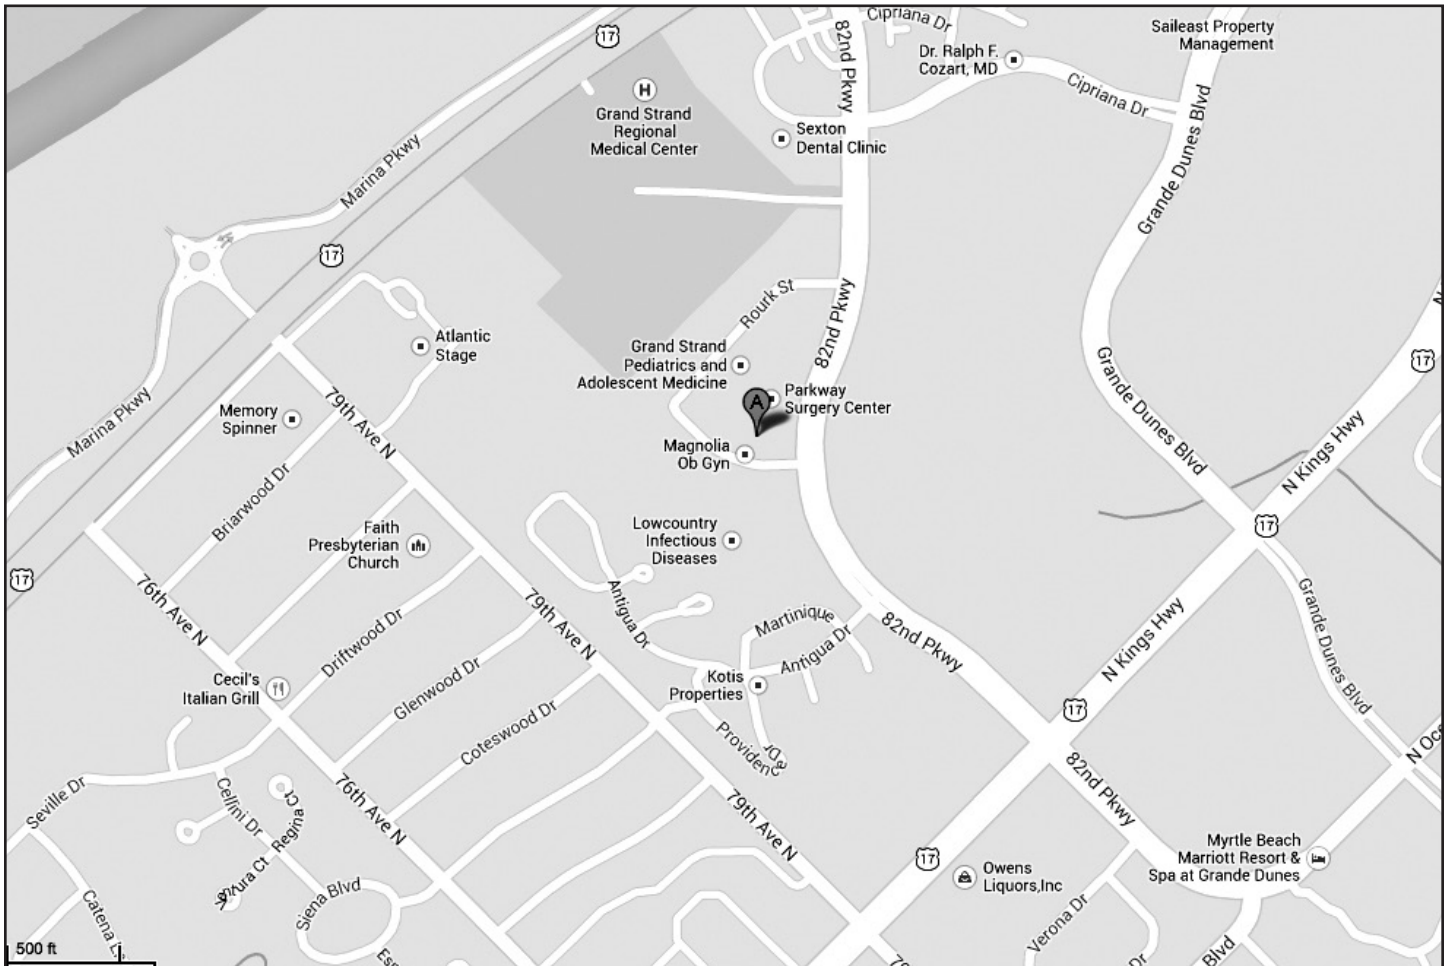 17
Cipriana Dr
82nd Pkwy
Saileast Property
Management
Dr. Ralph F.
Cozart, MD
Cipriana Dr
H
Grand Strand
Regional
Medical Center
Sexton
Dental Clinic
Grande Dunes Blvd
Marina Pkwy
17
Rourk St
82nd Pkwy
Atlantic
Stage
Grand Strand
Pediatrics and
Adolescent Medicine
17
Grande Dunes Blvd
Parkway
Surgery Center
A
Marina Pkwy
Memory
Spinner
79th Ave N
Magnolia
Ob Gyn
N Kings Hwy
Briarwood Dr
Faith
Presbyterian
Church
Lowcountry
Infectious
Diseases
17
17
76th Ave N
79th Ave N
Antigua Dr
Martinique
Antigua Dr
82nd Pkwy
N Kings Hwy
Grande Dunes Blvd
Driftwood Dr
Cecil's
Italian Grill
Glenwood Dr
Kotis
Properties
17
Coteswood Dr
Providence
Dr
Seville Dr
Cellini Dr
Regina Ct
76th Ave N
79th Ave N
82nd Pkwy
Myrtle Beach
Marriott Resort &
Spa at Grande Dunes
17
Owens
Liquors,Inc
Siena Blvd
Catena
Verona Dr
Dr
Blvd
500 ft